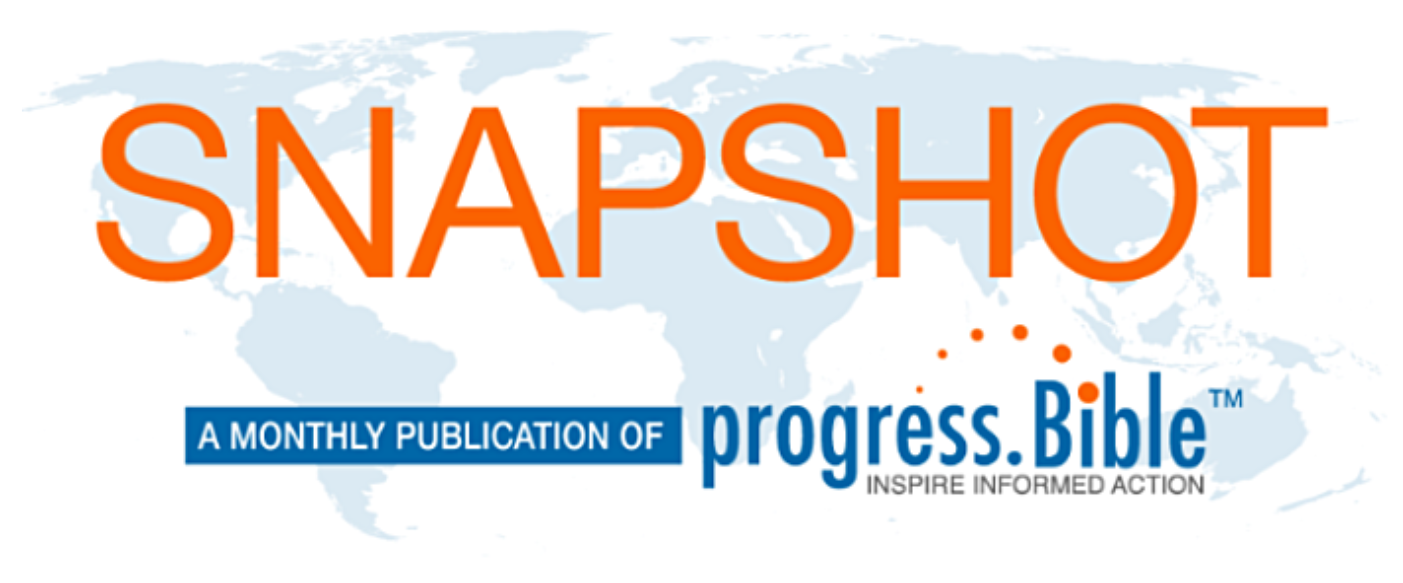 SNAPSHOT
A MONTHLY PUBLICATION OF progress.Bible™
INSPIRE INFORMED ACTION